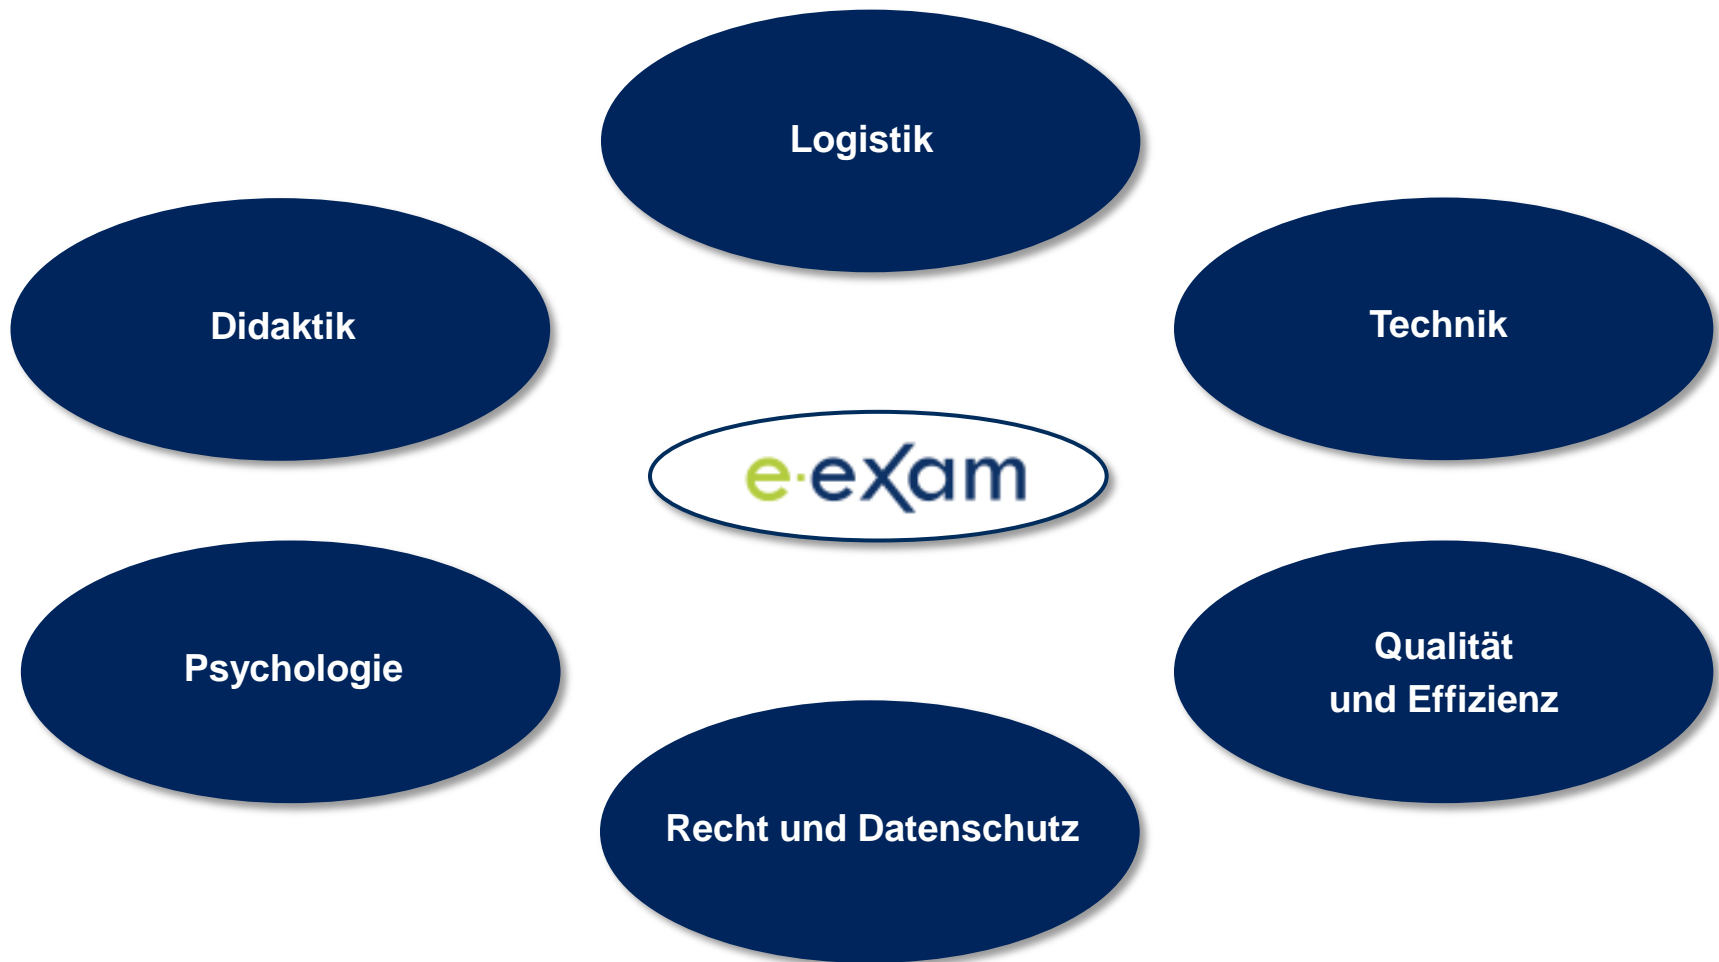 Logistik
Didaktik
Technik
e·exam
Psychologie
Qualität
und Effizienz
Recht und Datenschutz